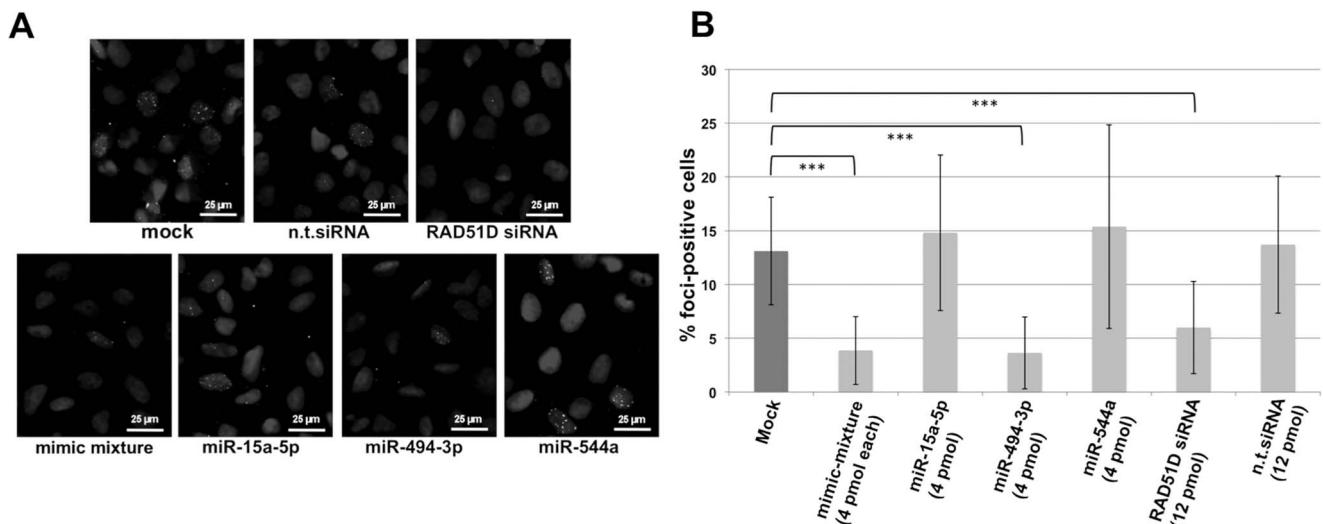 A
25 µm
25 µm
25 µm
mock
n.t.siRNA
RAD51D siRNA
25 µm
25 µm
25 µm
25 µm
mimic mixture
miR-15a-5p
miR-494-3p
miR-544a
B
% foci-positive cells
30
25
20
15
10
5
0
***
***
***
Mock
mimic-mixture
(4 pmol each)
miR-15a-5p
(4 pmol)
miR-494-3p
(4 pmol)
miR-544a
(4 pmol)
RAD51D siRNA
(12 pmol)
n.t.siRNA
(12 pmol)